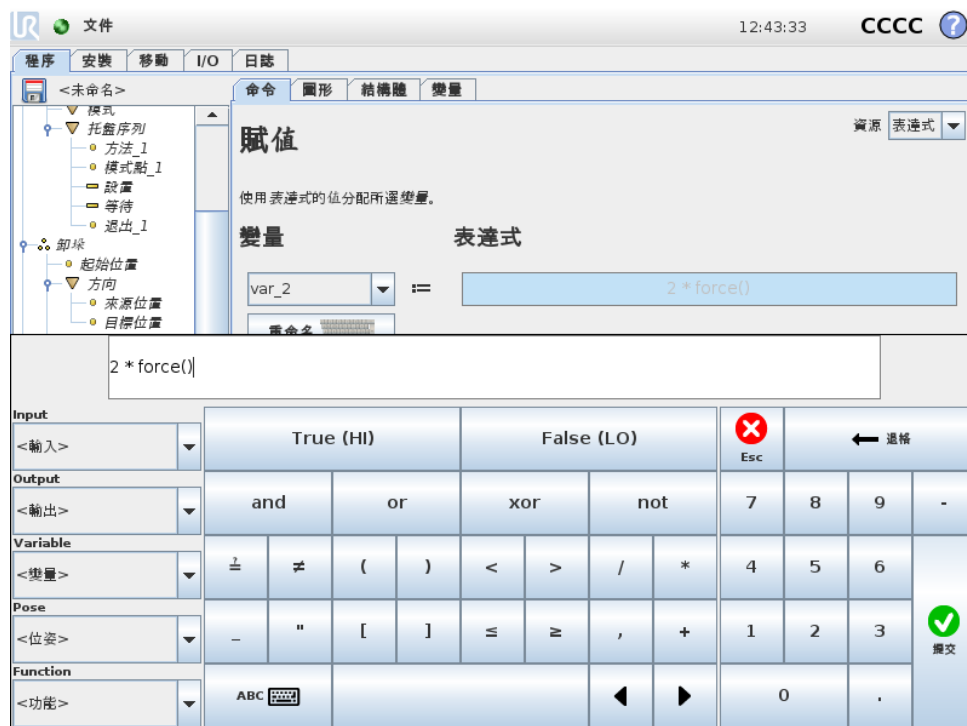 UR 文件 12:43:33 CCCC ?
程序 安裝 移動 I/O 日誌
<未命名> 命令 圖形 結構體 變量
模式
托盤序列
方法_1
模式點_1
設置
等待
退出_1
卸垛
起始位置
方向
來源位置
目標位置
賦值 資源 表達式
使用表達式的值分配所選變量。
變量 表達式
var_2 := 2 * force()
重命名
2 * force()
Input
<輸入> True (HI) False (LO) Esc 退格
Output
<輸出> and or xor not 7 8 9 -
Variable
<變量> ≟ ≠ ( ) < > / * 4 5 6
Pose
<位姿> _ " [ ] ≤ ≥ , + 1 2 3 提交
Function
<功能> ABC 0 .